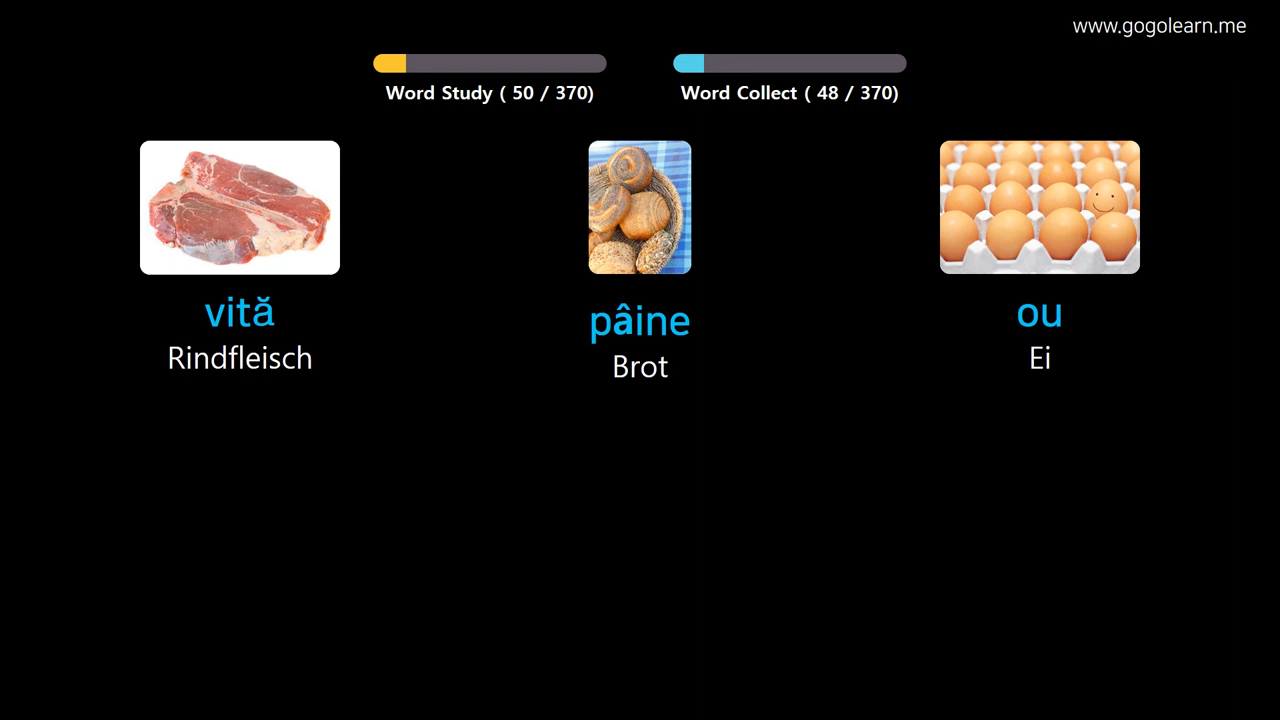 www.gogolearn.me
Word Study ( 50 / 370)
Word Collect ( 48 / 370)
vită
Rindfleisch
pâine
Brot
ou
Ei